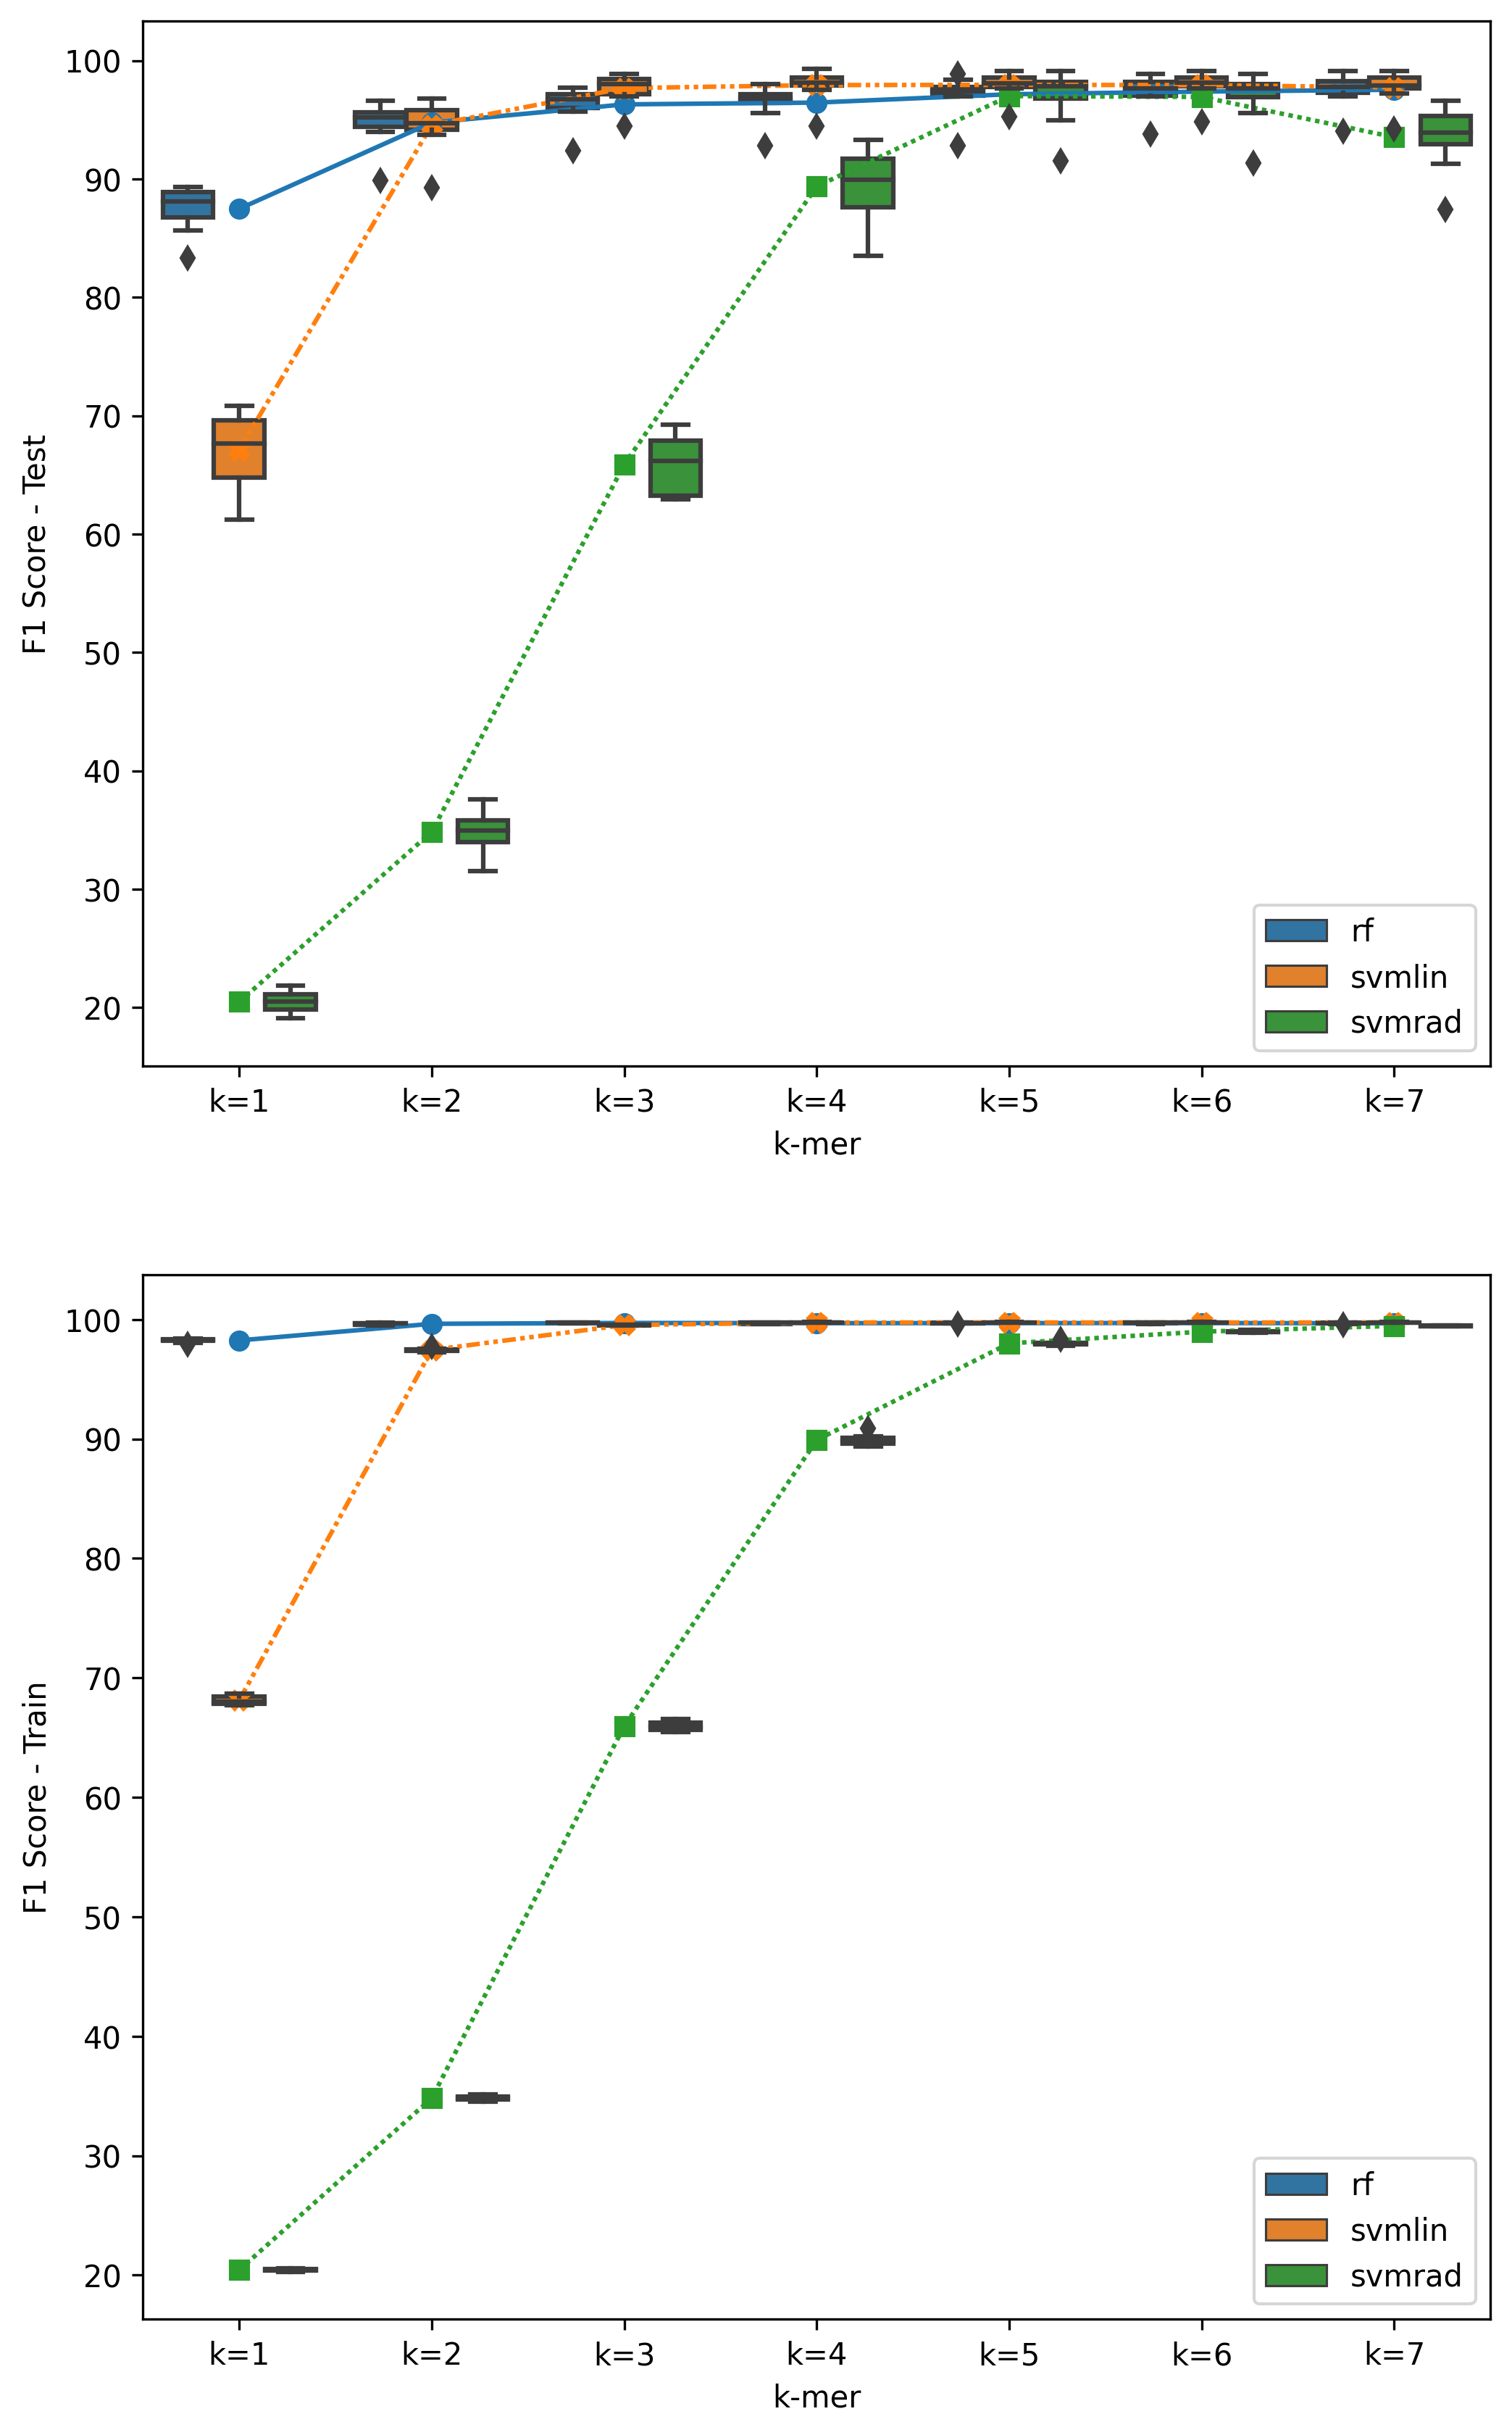 100
90
80
70
60
50
40
30
20
F1 Score - Test
k=1 k=2 k=3 k=4 k=5 k=6 k=7
k-mer
rf
svmlin
svmrad
100
90
80
70
60
50
40
30
20
F1 Score - Train
k=1 k=2 k=3 k=4 k=5 k=6 k=7
k-mer
rf
svmlin
svmrad